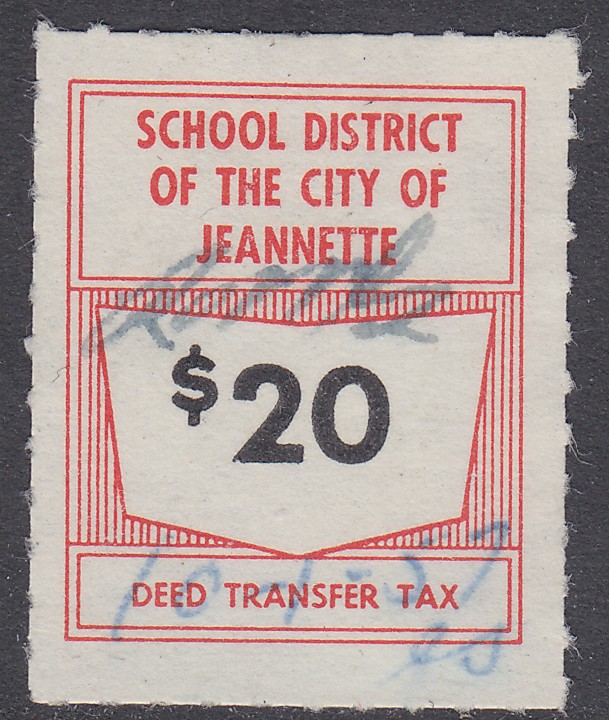 SCHOOL DISTRICT
OF THE CITY OF
JEANNETTE
$20
DEED TRANSFER TAX